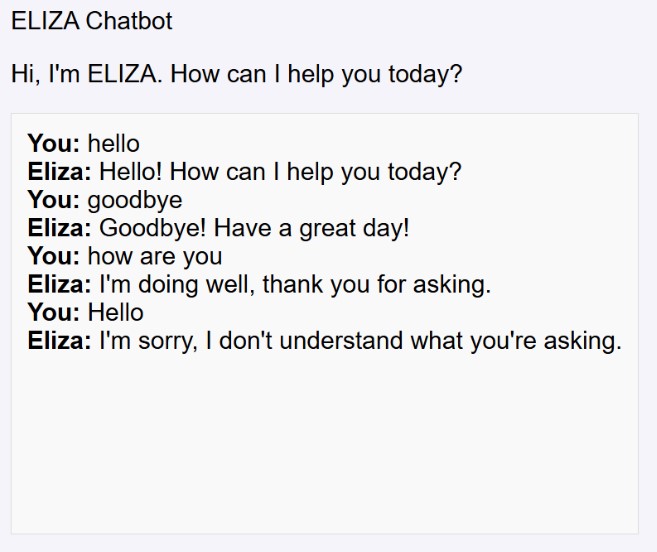 ELIZA Chatbot
Hi, I'm ELIZA. How can I help you today?
You: hello
Eliza: Hello! How can I help you today?
You: goodbye
Eliza: Goodbye! Have a great day!
You: how are you
Eliza: I'm doing well, thank you for asking.
You: Hello
Eliza: I'm sorry, I don't understand what you're asking.